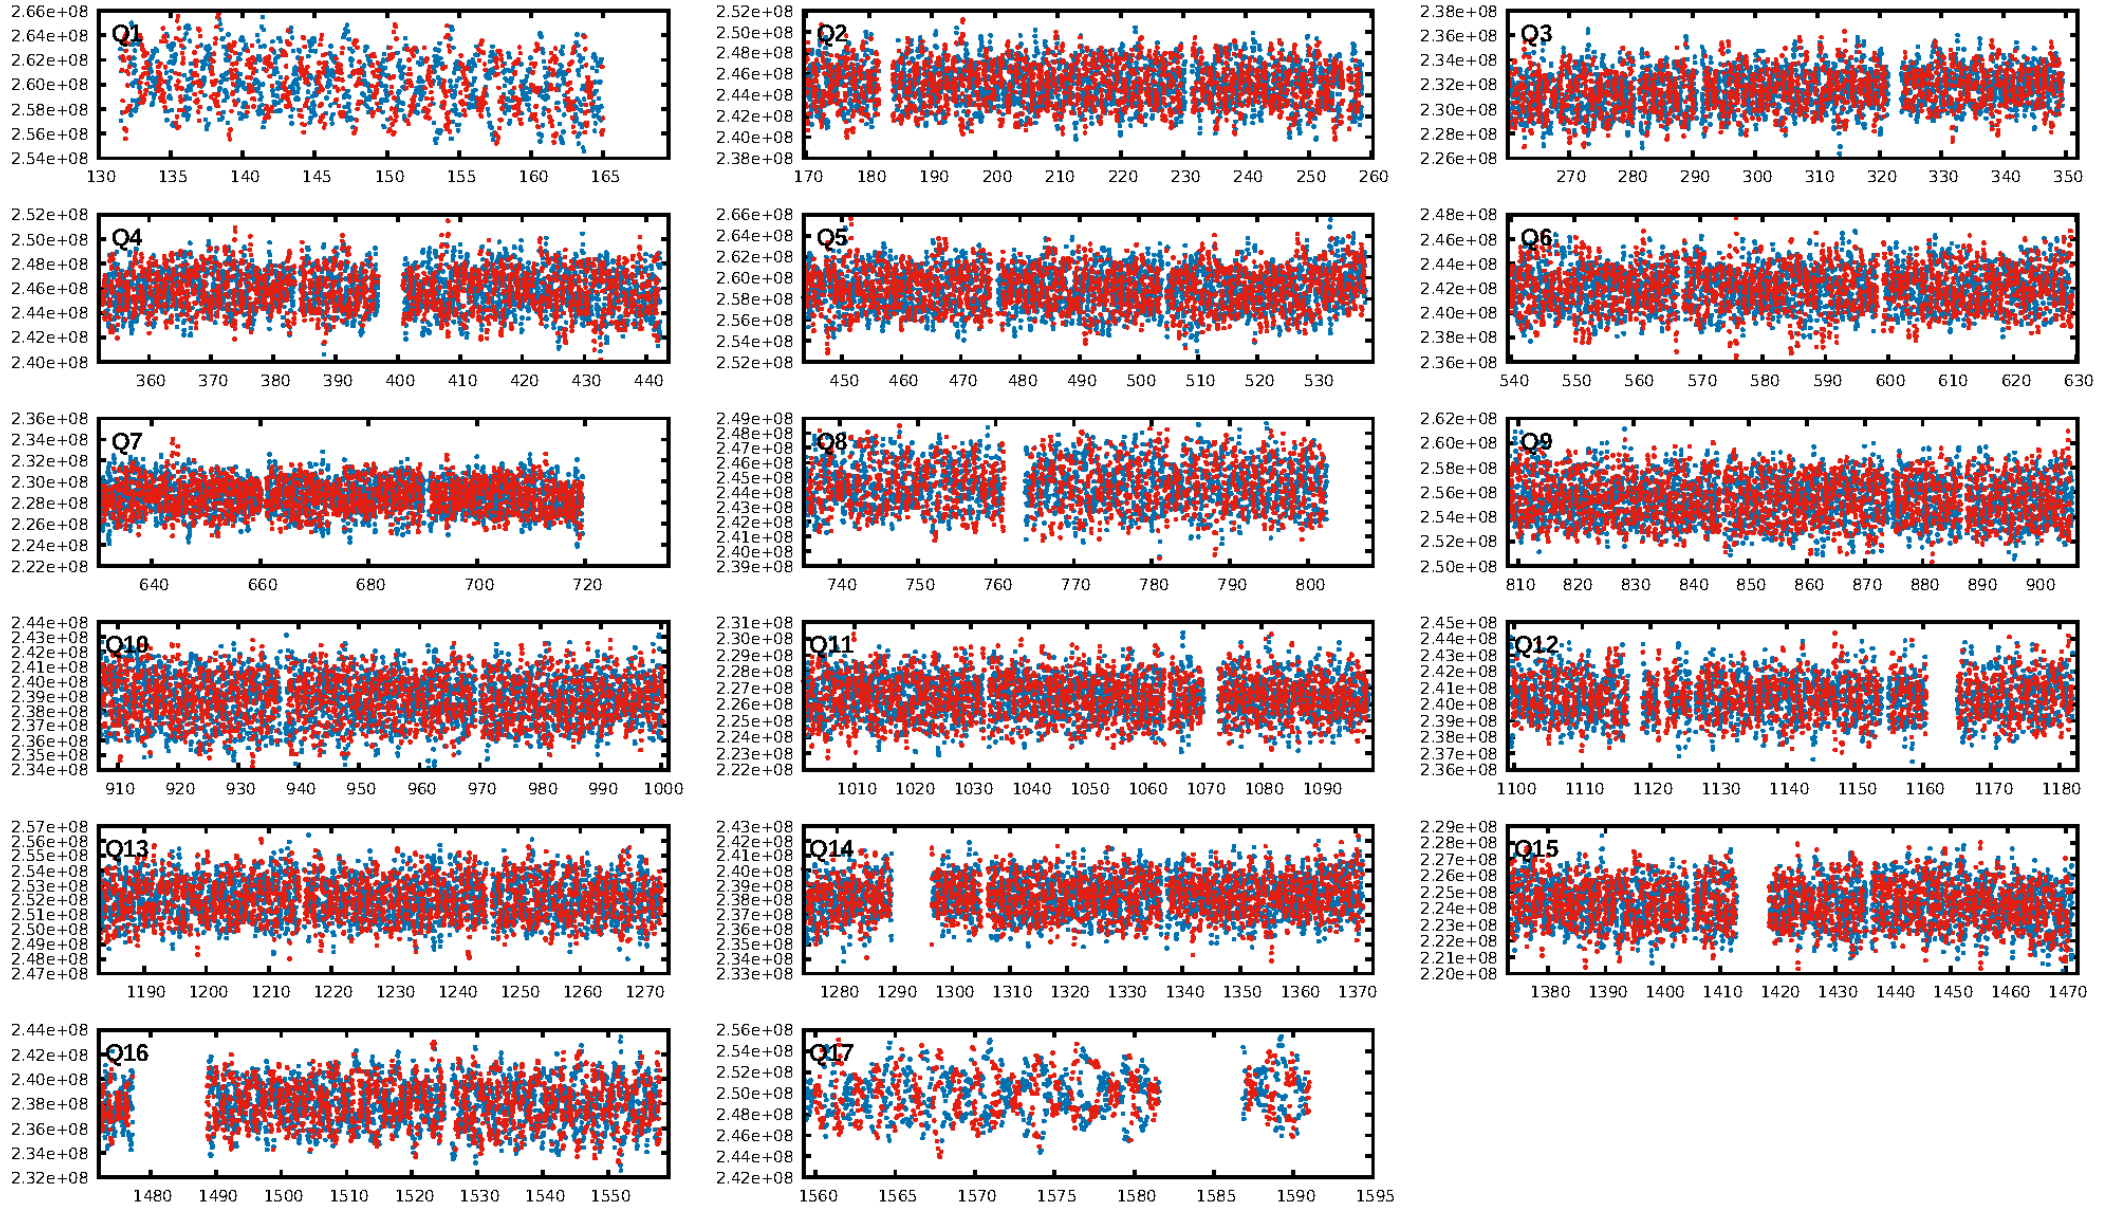 2.66e+08
2.64e+08
2.62e+08
2.60e+08
2.58e+08
2.56e+08
2.54e+08
Q1
130 135 140 145 150 155 160 165
2.52e+08
2.50e+08
2.48e+08
2.46e+08
2.44e+08
2.42e+08
2.40e+08
2.38e+08
Q2
170 180 190 200 210 220 230 240 250 260
2.38e+08
2.36e+08
2.34e+08
2.32e+08
2.30e+08
2.28e+08
2.26e+08
Q3
270 280 290 300 310 320 330 340 350
2.52e+08
2.50e+08
2.48e+08
2.46e+08
2.44e+08
2.42e+08
2.40e+08
Q4
360 370 380 390 400 410 420 430 440
2.66e+08
2.64e+08
2.62e+08
2.60e+08
2.58e+08
2.56e+08
2.54e+08
2.52e+08
Q5
450 460 470 480 490 500 510 520 530
2.48e+08
2.46e+08
2.44e+08
2.42e+08
2.40e+08
2.38e+08
2.36e+08
Q6
540 550 560 570 580 590 600 610 620 630
2.36e+08
2.34e+08
2.32e+08
2.30e+08
2.28e+08
2.26e+08
2.24e+08
2.22e+08
Q7
640 660 680 700 720
2.49e+08
2.48e+08
2.47e+08
2.46e+08
2.45e+08
2.44e+08
2.43e+08
2.42e+08
2.41e+08
2.40e+08
2.39e+08
Q8
740 750 760 770 780 790 800
2.62e+08
2.60e+08
2.58e+08
2.56e+08
2.54e+08
2.52e+08
2.50e+08
Q9
810 820 830 840 850 860 870 880 890 900
2.44e+08
2.43e+08
2.42e+08
2.41e+08
2.40e+08
2.39e+08
2.38e+08
2.37e+08
2.36e+08
2.35e+08
2.34e+08
Q10
910 920 930 940 950 960 970 980 990 1000
2.31e+08
2.30e+08
2.29e+08
2.28e+08
2.27e+08
2.26e+08
2.25e+08
2.24e+08
2.23e+08
2.22e+08
Q11
1010 1020 1030 1040 1050 1060 1070 1080 1090
2.45e+08
2.44e+08
2.43e+08
2.42e+08
2.41e+08
2.40e+08
2.39e+08
2.38e+08
2.37e+08
2.36e+08
Q12
1100 1110 1120 1130 1140 1150 1160 1170 1180
2.57e+08
2.56e+08
2.55e+08
2.54e+08
2.53e+08
2.52e+08
2.51e+08
2.50e+08
2.49e+08
2.48e+08
2.47e+08
Q13
1190 1200 1210 1220 1230 1240 1250 1260 1270
2.43e+08
2.42e+08
2.41e+08
2.40e+08
2.39e+08
2.38e+08
2.37e+08
2.36e+08
2.35e+08
2.34e+08
2.33e+08
Q14
1280 1290 1300 1310 1320 1330 1340 1350 1360 1370
2.29e+08
2.28e+08
2.27e+08
2.26e+08
2.25e+08
2.24e+08
2.23e+08
2.22e+08
2.21e+08
2.20e+08
Q15
1380 1390 1400 1410 1420 1430 1440 1450 1460 1470
2.44e+08
2.42e+08
2.40e+08
2.38e+08
2.36e+08
2.34e+08
2.32e+08
Q16
1480 1490 1500 1510 1520 1530 1540 1550
2.56e+08
2.54e+08
2.52e+08
2.50e+08
2.48e+08
2.46e+08
2.44e+08
2.42e+08
Q17
1560 1565 1570 1575 1580 1585 1590 1595